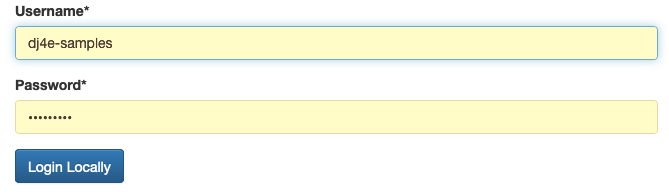 Username*
dj4e-samples
Password*
•••••••••
Login Locally